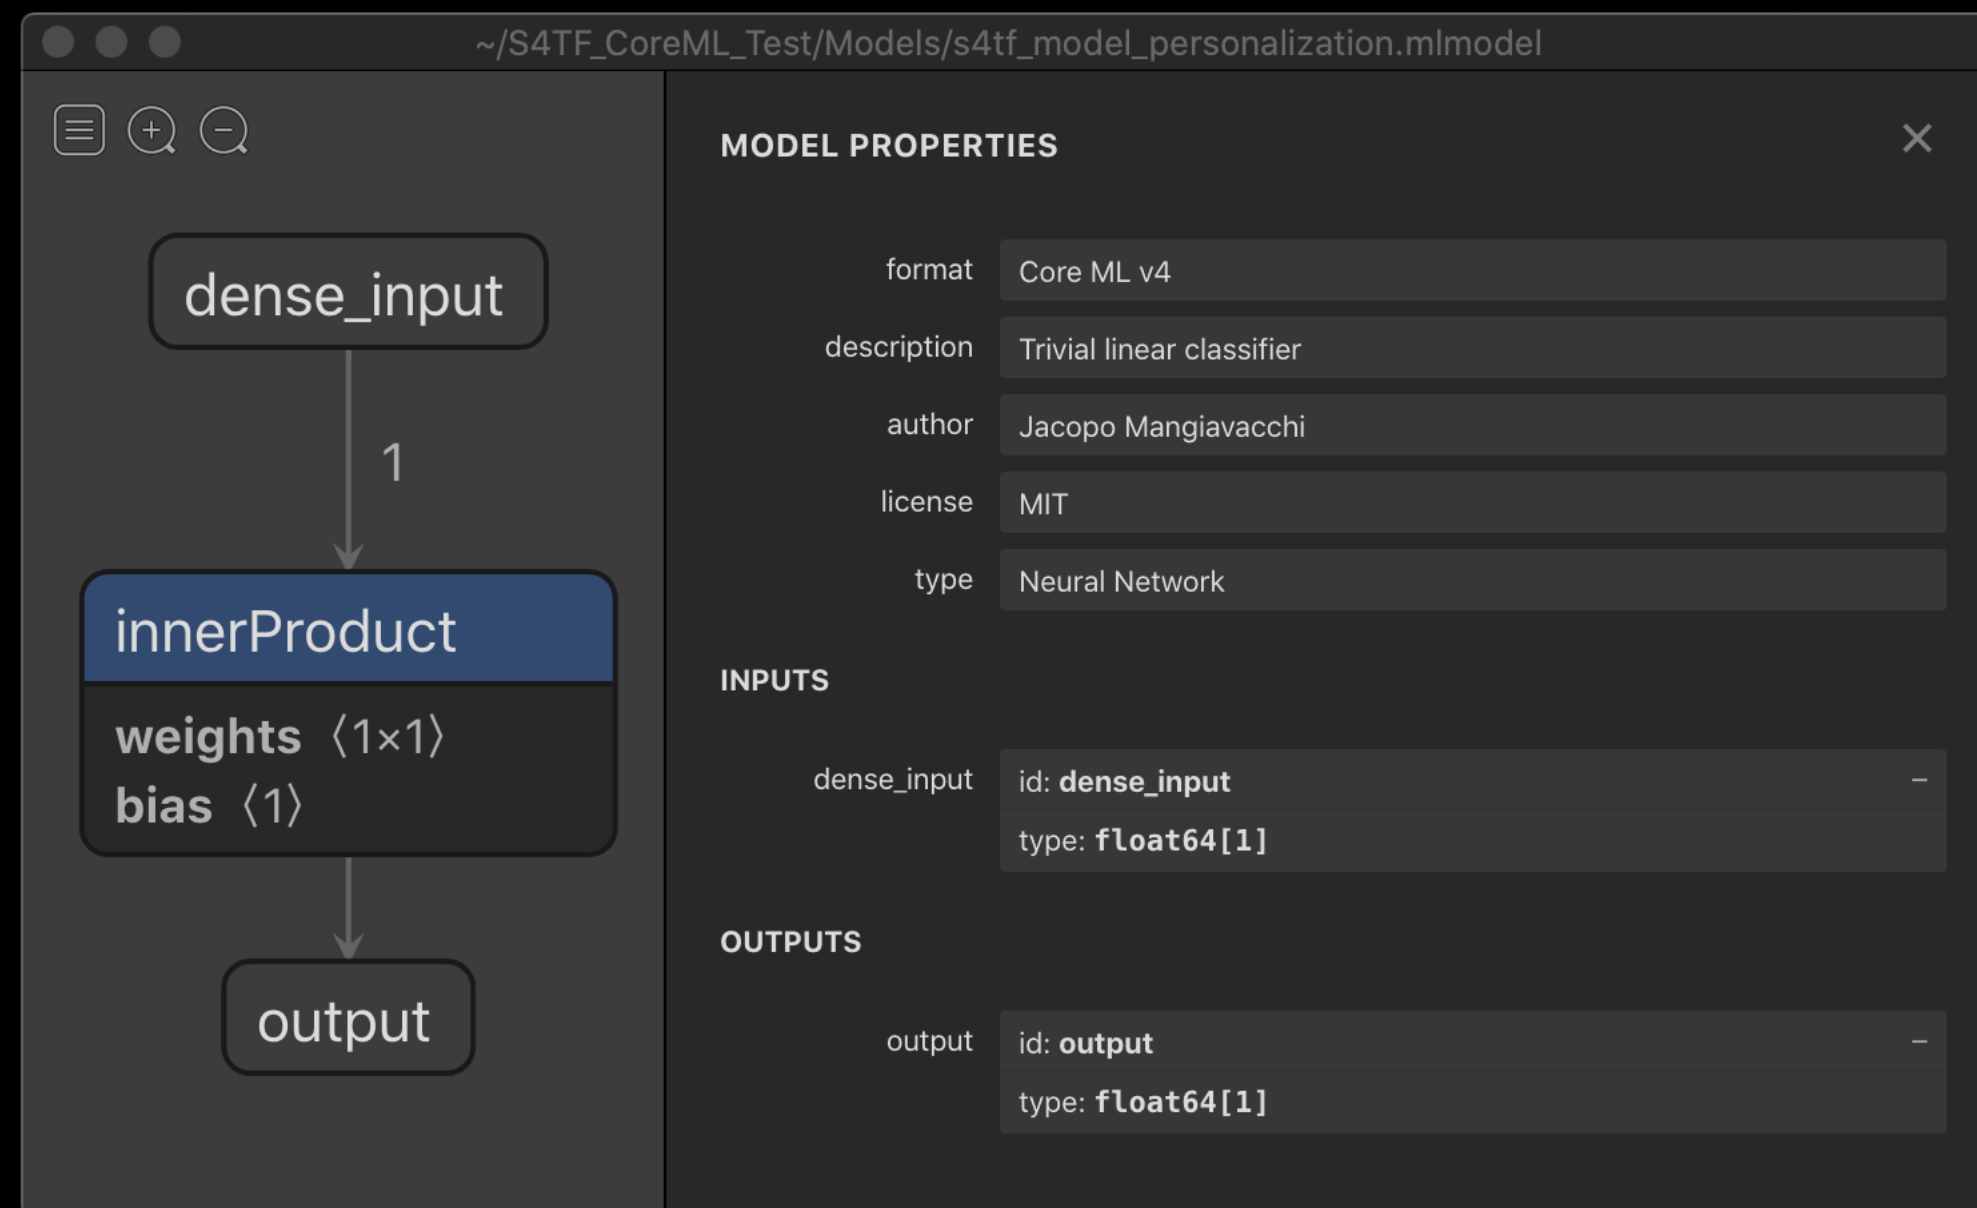 ~/S4TF_CoreML_Test/Models/s4tf_model_personalization.mlmodel
dense_input
1
innerProduct
weights ⟨1×1⟩
bias ⟨1⟩
output
MODEL PROPERTIES
format Core ML v4
description Trivial linear classifier
author Jacopo Mangiavacchi
license MIT
type Neural Network
INPUTS
dense_input id: dense_input
type: float64[1]
OUTPUTS
output id: output
type: float64[1]